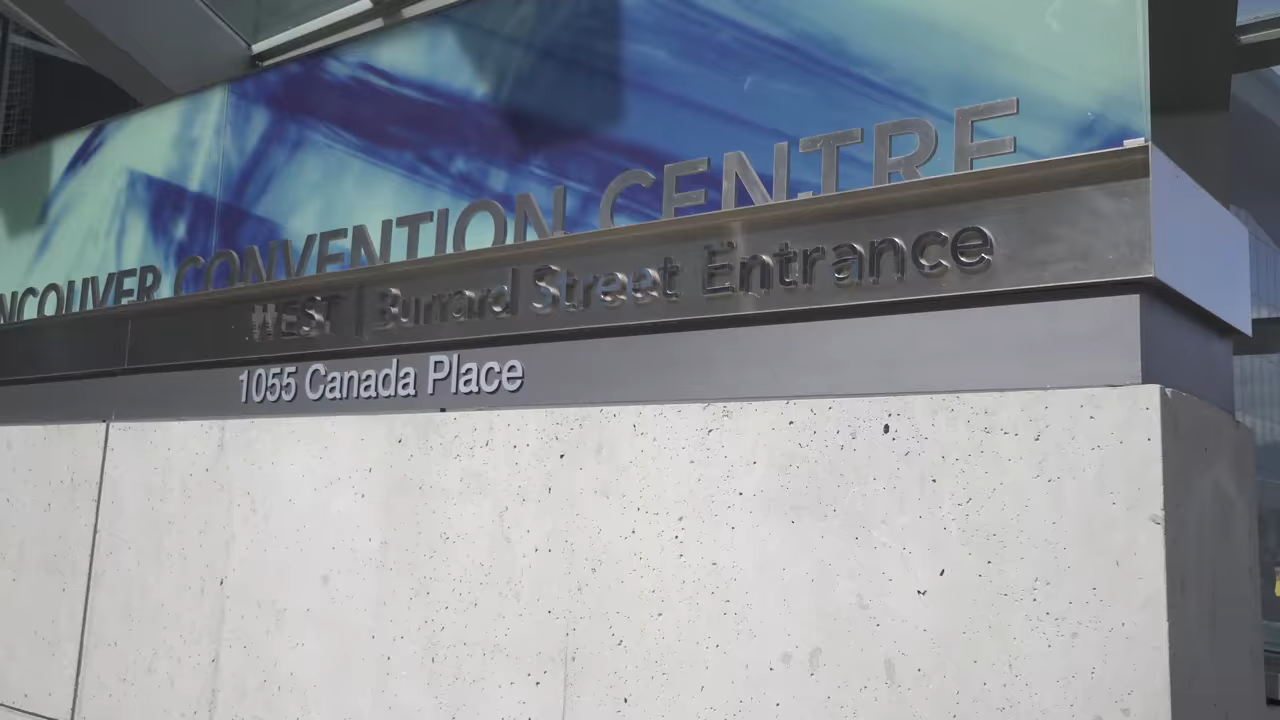 NCOUVER CONVENTION CENTRE
WEST | Burrard Street Entrance
1055 Canada Place